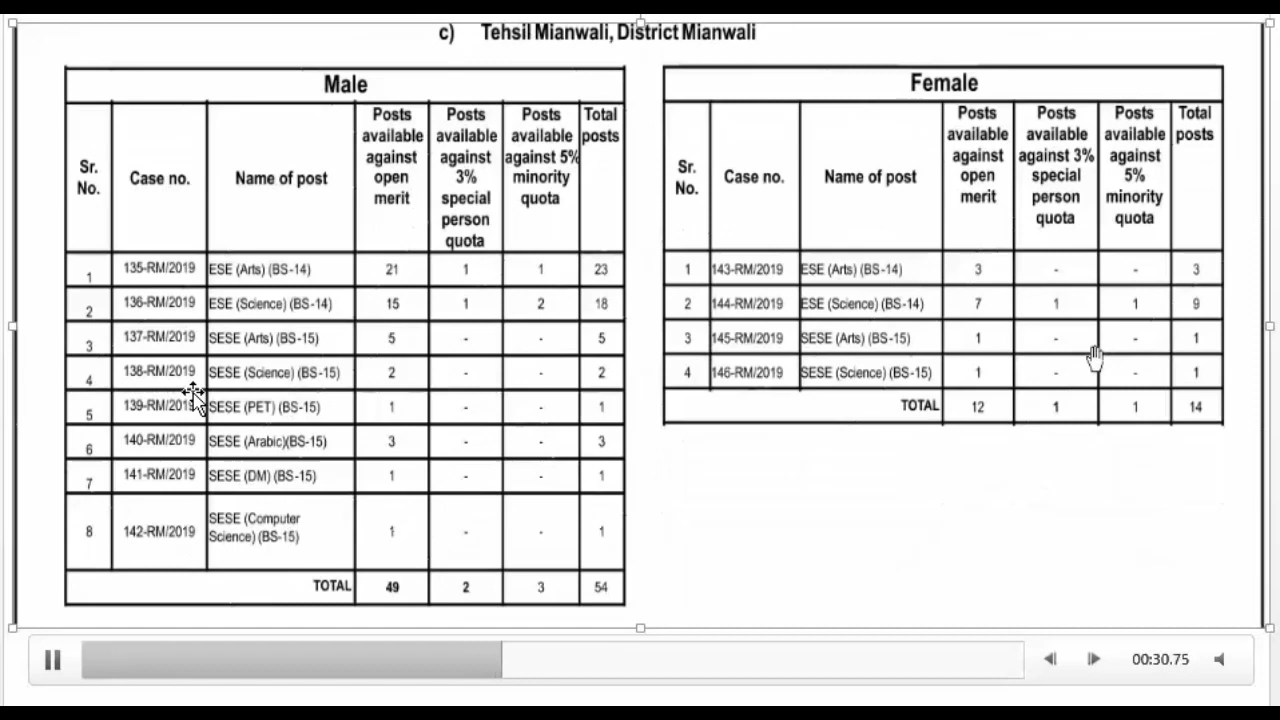 c) Tehsil Mianwali, District Mianwali
Male
Sr. No. Case no. Name of post Posts available against open merit Posts available against 3% special person quota Posts available against 5% minority quota Total posts
1 135-RM/2019 ESE (Arts) (BS-14) 21 1 1 23
2 136-RM/2019 ESE (Science) (BS-14) 15 1 2 18
3 137-RM/2019 SESE (Arts) (BS-15) 5 - - 5
4 138-RM/2019 SESE (Science) (BS-15) 2 - - 2
5 139-RM/2019 SESE (PET) (BS-15) 1 - - 1
6 140-RM/2019 SESE (Arabic)(BS-15) 3 - - 3
7 141-RM/2019 SESE (DM) (BS-15) 1 - - 1
8 142-RM/2019 SESE (Computer Science) (BS-15) 1 - - 1
TOTAL 49 2 3 54
Female
Sr. No. Case no. Name of post Posts available against open merit Posts available against 3% special person quota Posts available against 5% minority quota Total posts
1 143-RM/2019 ESE (Arts) (BS-14) 3 - - 3
2 144-RM/2019 ESE (Science) (BS-14) 7 1 1 9
3 145-RM/2019 SESE (Arts) (BS-15) 1 - - 1
4 146-RM/2019 SESE (Science) (BS-15) 1 - - 1
TOTAL 12 1 1 14
00:30.75